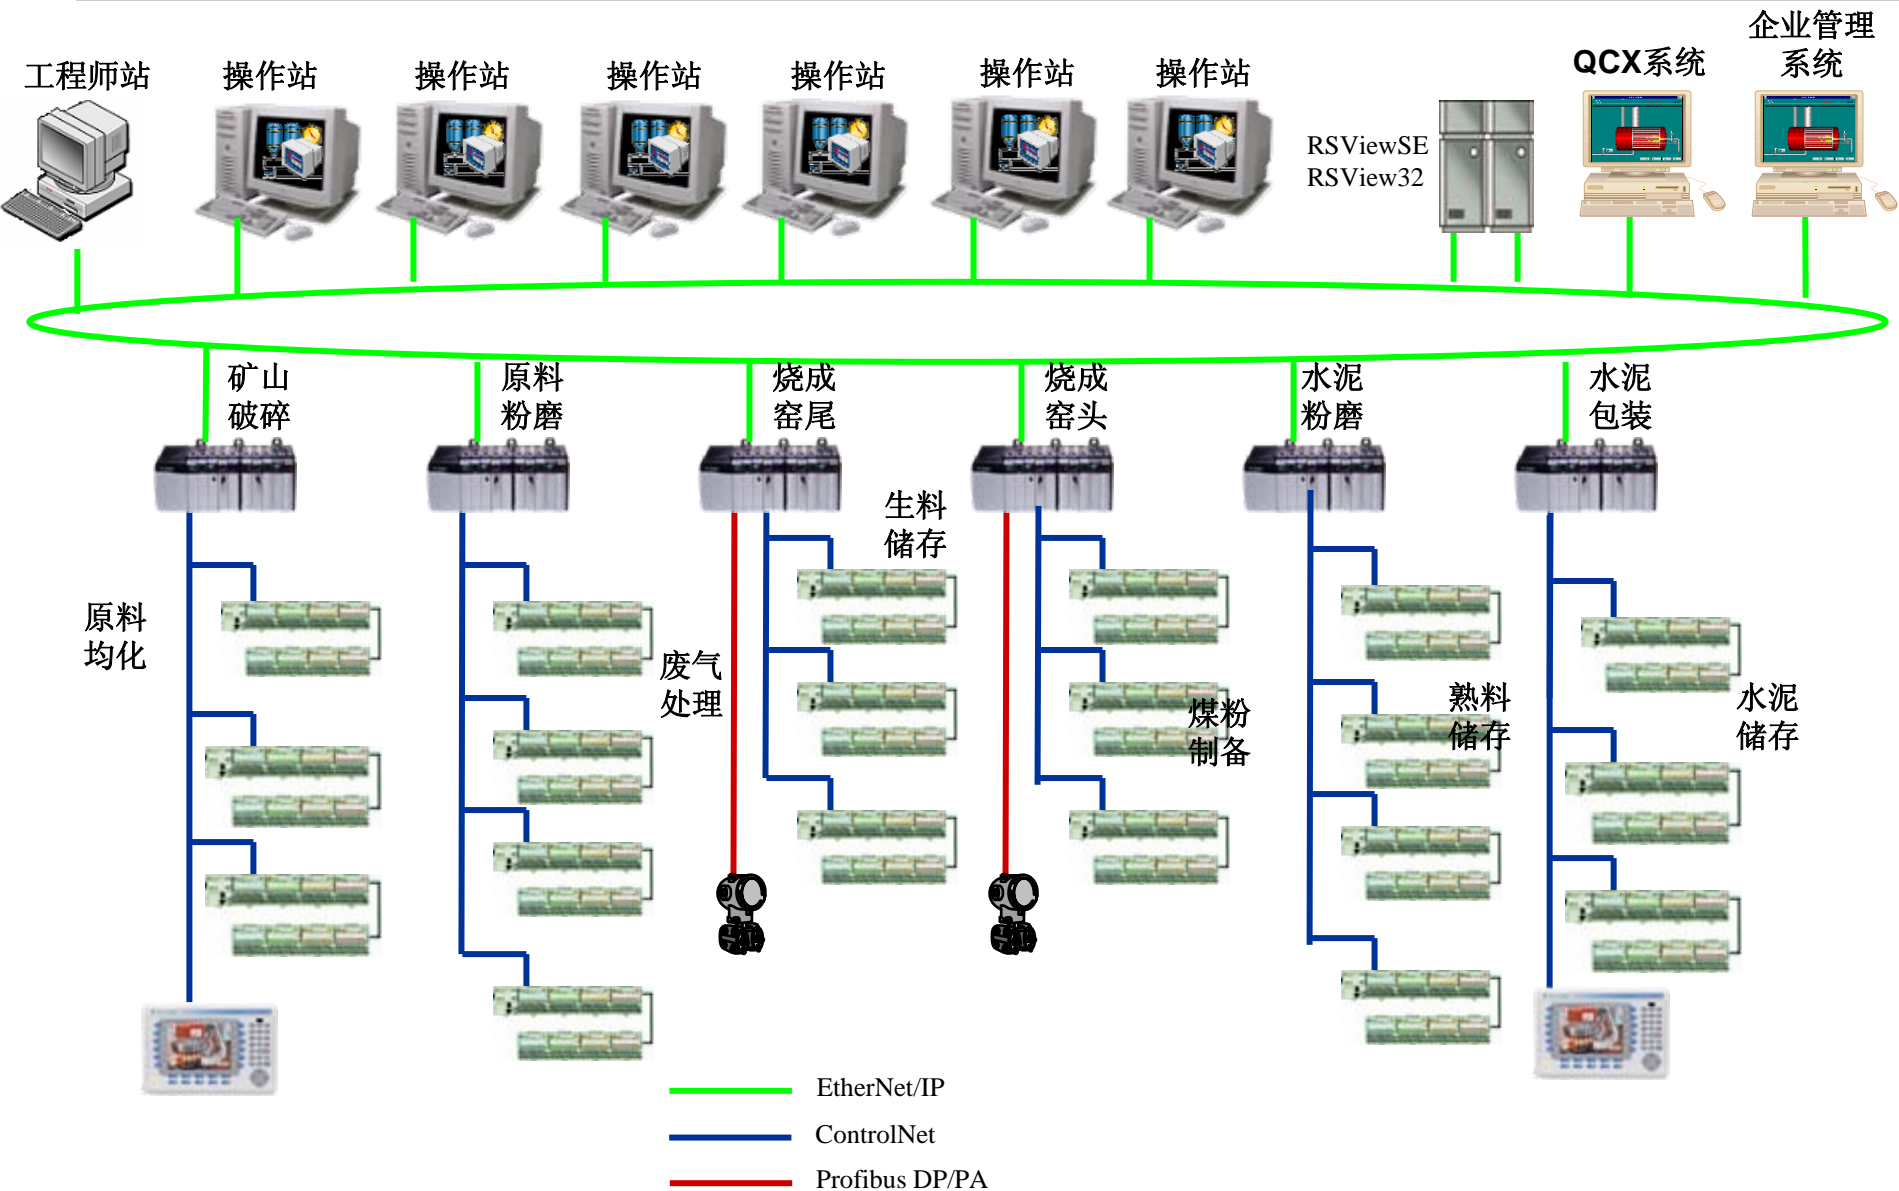 工程师站
操作站
操作站
操作站
操作站
操作站
操作站
RSViewSE
RSView32
QCX系统
企业管理
系统
矿山
破碎
原料
粉磨
烧成
窑尾
烧成
窑头
水泥
粉磨
水泥
包装
生料
储存
原料
均化
废气
处理
煤粉
制备
熟料
储存
水泥
储存
EtherNet/IP
ControlNet
Profibus DP/PA